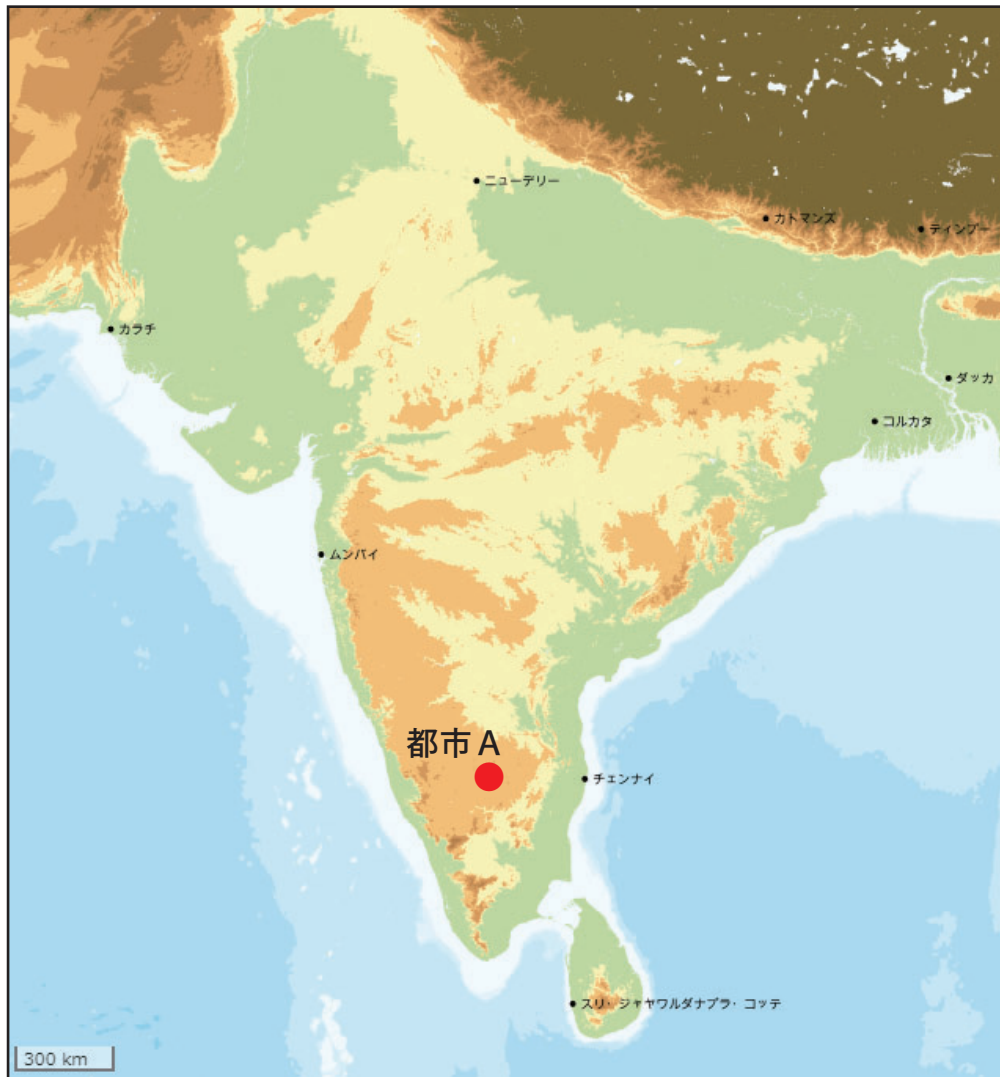 ニューデリー
カトマンズ
ティンプー
カラチ
ダッカ
コルカタ
ムンバイ
都市A
チェンナイ
スリ・ジャヤワルダナプラ・コッテ
300 km